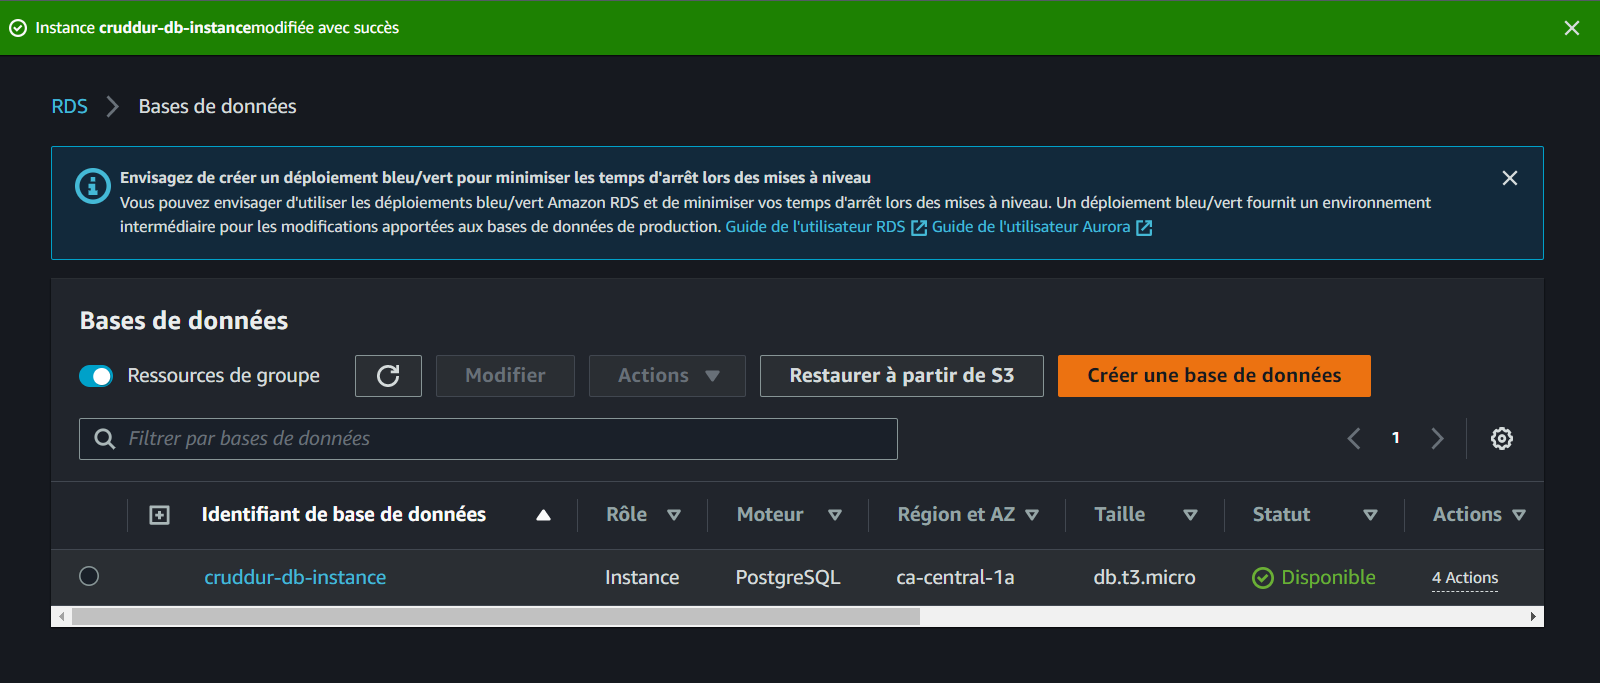 Instance cruddur-db-instancemodifiée avec succès
RDS Bases de données
Envisagez de créer un déploiement bleu/vert pour minimiser les temps d'arrêt lors des mises à niveau
Vous pouvez envisager d'utiliser les déploiements bleu/vert Amazon RDS et de minimiser vos temps d'arrêt lors des mises à niveau. Un déploiement bleu/vert fournit un environnement
intermédiaire pour les modifications apportées aux bases de données de production. Guide de l'utilisateur RDS Guide de l'utilisateur Aurora
Bases de données
Ressources de groupe Modifier Actions Restaurer à partir de S3 Créer une base de données
Filtrer par bases de données 1
Identifiant de base de données Rôle Moteur Région et AZ Taille Statut Actions
cruddur-db-instance Instance PostgreSQL ca-central-1a db.t3.micro Disponible 4 Actions